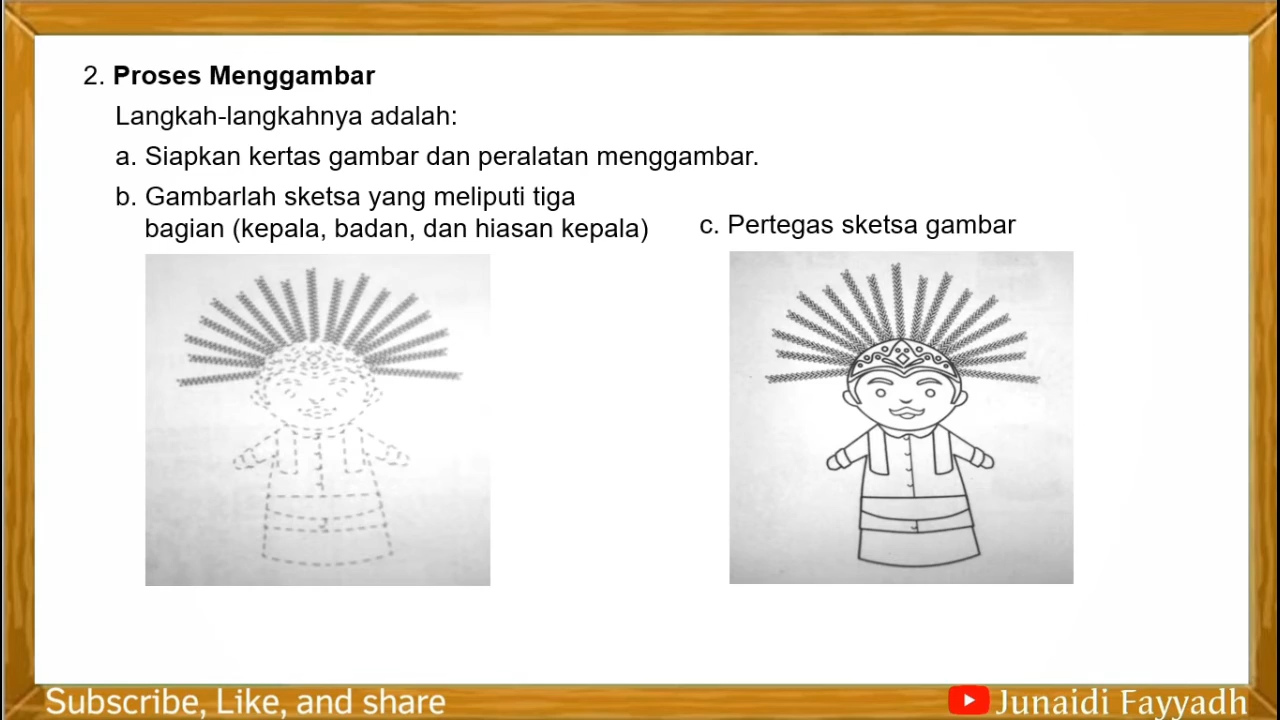 2. Proses Menggambar
Langkah-langkahnya adalah:
a. Siapkan kertas gambar dan peralatan menggambar.
b. Gambarlah sketsa yang meliputi tiga
bagian (kepala, badan, dan hiasan kepala)
c. Pertegas sketsa gambar
Subscribe, Like, and share
Junaidi Fayyadh